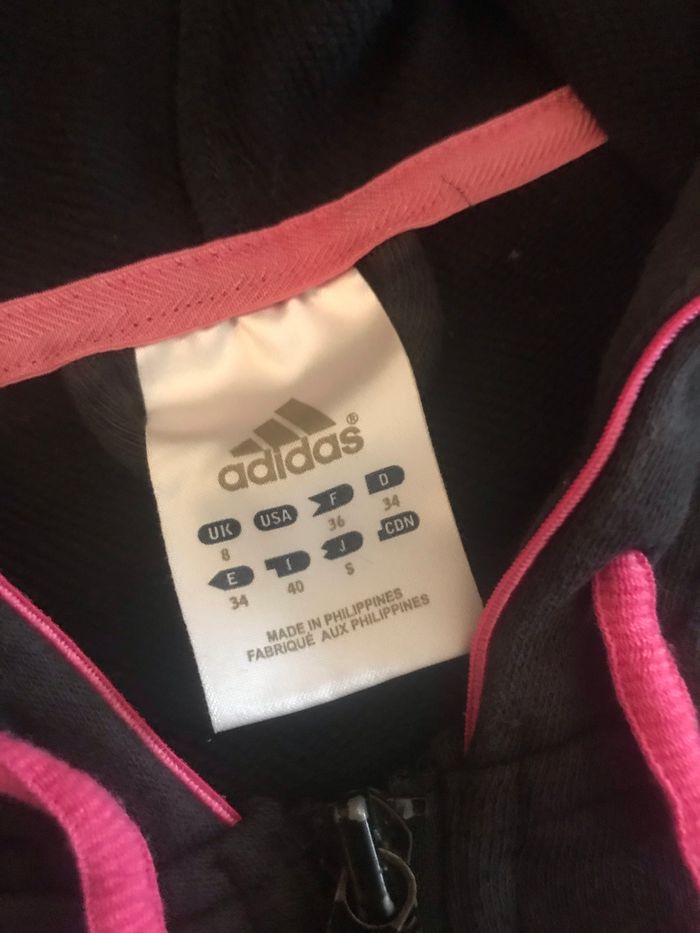 adidas®
UK USA F D
8 36 34
E I J CDN
34 40 S
MADE IN PHILIPPINES
FABRIQUÉ AUX PHILIPPINES